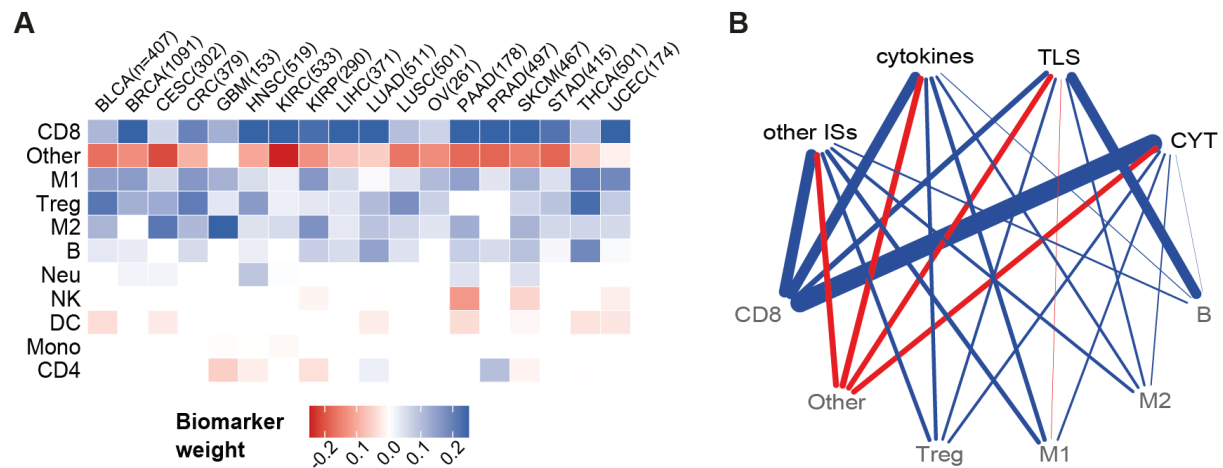 A
BLCA(n=407)
BRCA(1091)
CESC(302)
CRC(379)
GBM(153)
HNSC(519)
KIRC(533)
KIRP(290)
LIHC(371)
LUAD(511)
LUSC(501)
OV(261)
PAAD(178)
PRAD(497)
SKCM(467)
STAD(415)
THCA(501)
UCEC(174)
CD8
Other
M1
Treg
M2
B
Neu
NK
DC
Mono
CD4
Biomarker
weight
-0.2
0.1
0.0
0.1
0.2
B
cytokines
TLS
other ISs
CYT
CD8
B
Other
M2
Treg
M1